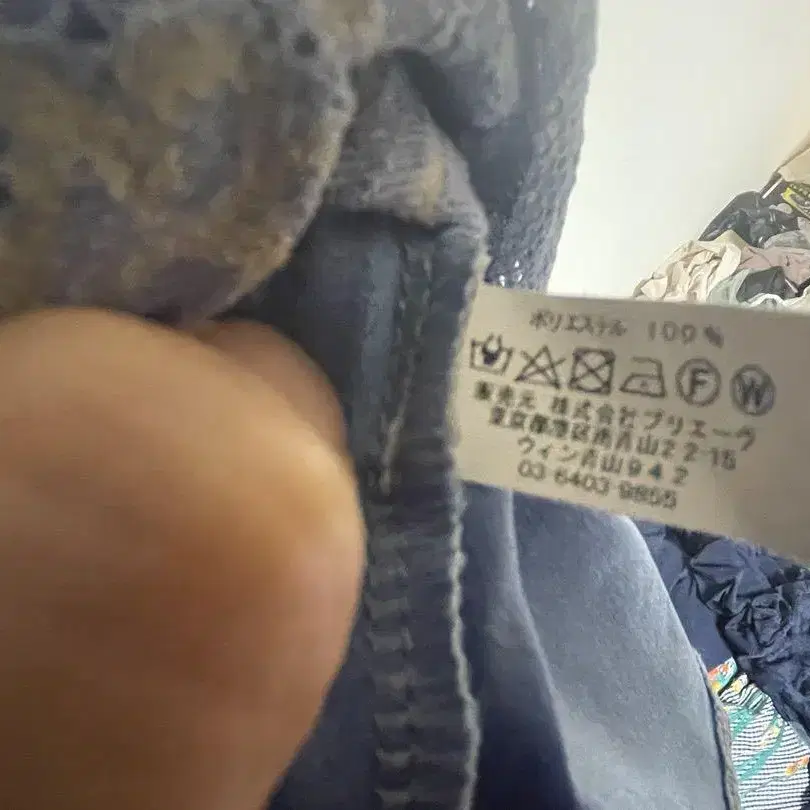 ポリエステル 100%
F W
販売元 株式会社プリエーラ
東京都港区南青山2 2-15
ウィン青山942
03 6403 9855